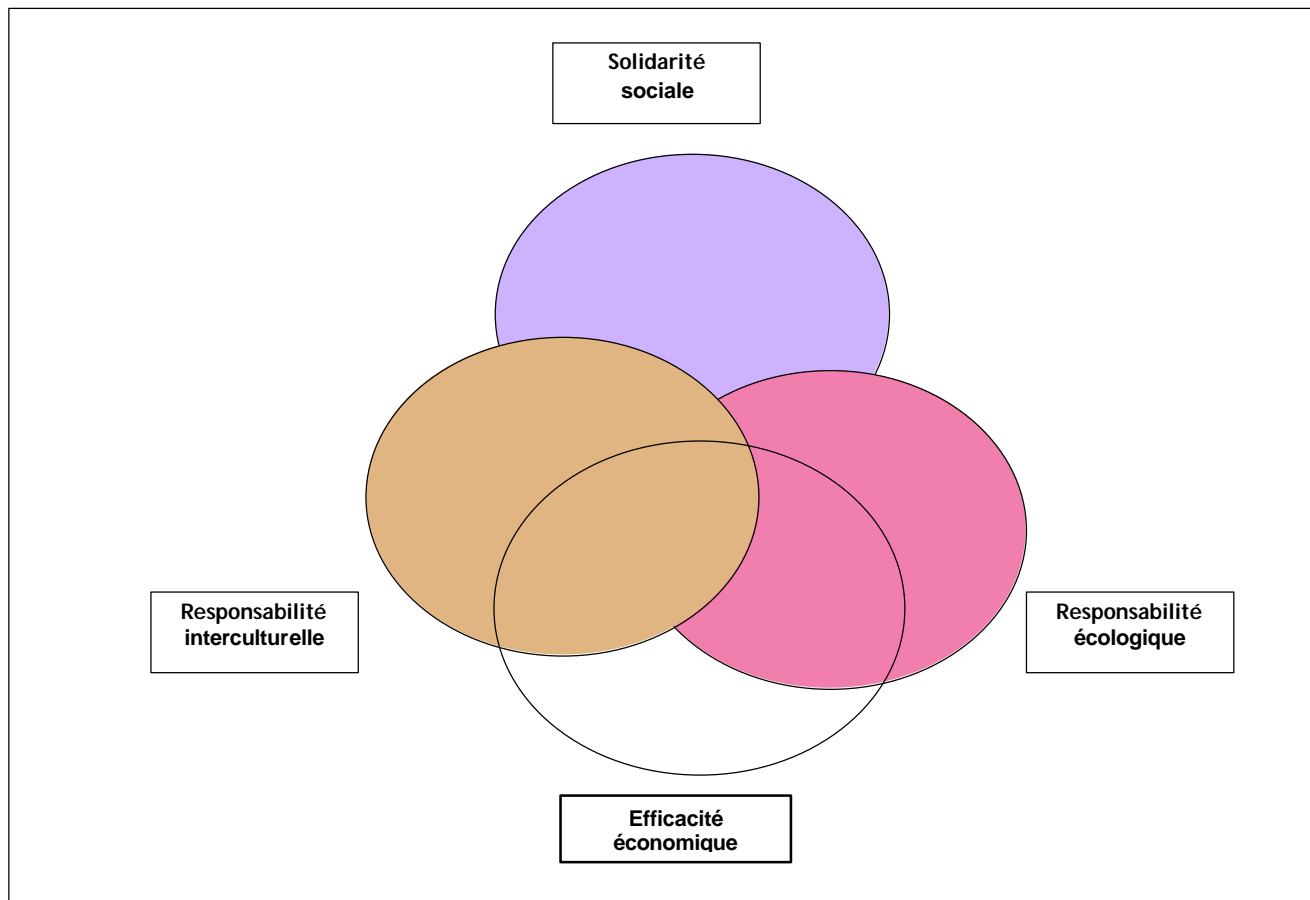 Solidarité
sociale
Responsabilité
interculturelle
Responsabilité
écologique
Efficacité
économique